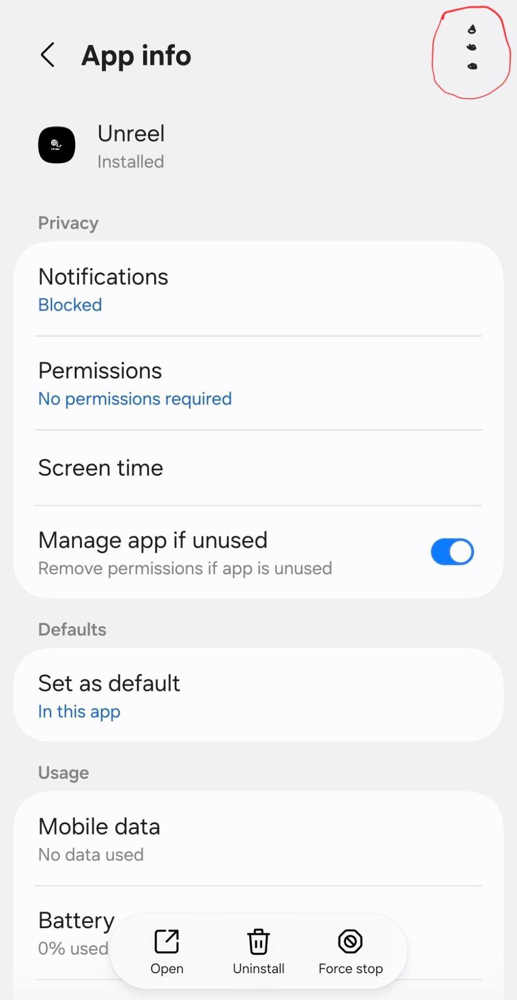 App info
Unreel
Installed
Unreel
Privacy
Notifications
Blocked
Permissions
No permissions required
Screen time
Manage app if unused
Remove permissions if app is unused
Defaults
Set as default
In this app
Usage
Mobile data
No data used
Battery
0% used
Open
Uninstall
Force stop